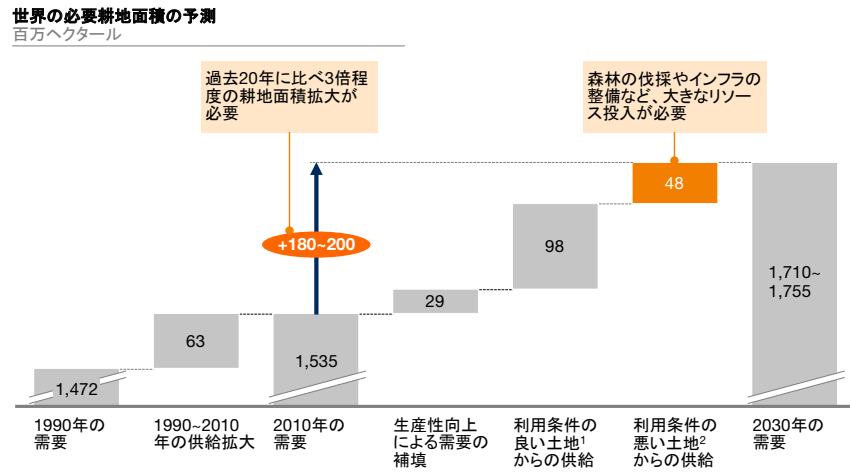 世界の必要耕地面積の予測
百万ヘクタール
過去20年に比べ3倍程
度の耕地面積拡大が
必要
森林の伐採やインフラの
整備など、大きなリソー
ス投入が必要
48
+180~200
98
1,710~
1,755
29
63
1,535
1,472
1990年の
需要
1990~2010
年の供給拡大
2010年の
需要
生産性向上
による需要の
補填
利用条件の
良い土地1
からの供給
利用条件の
悪い土地2
からの供給
2030年の
需要